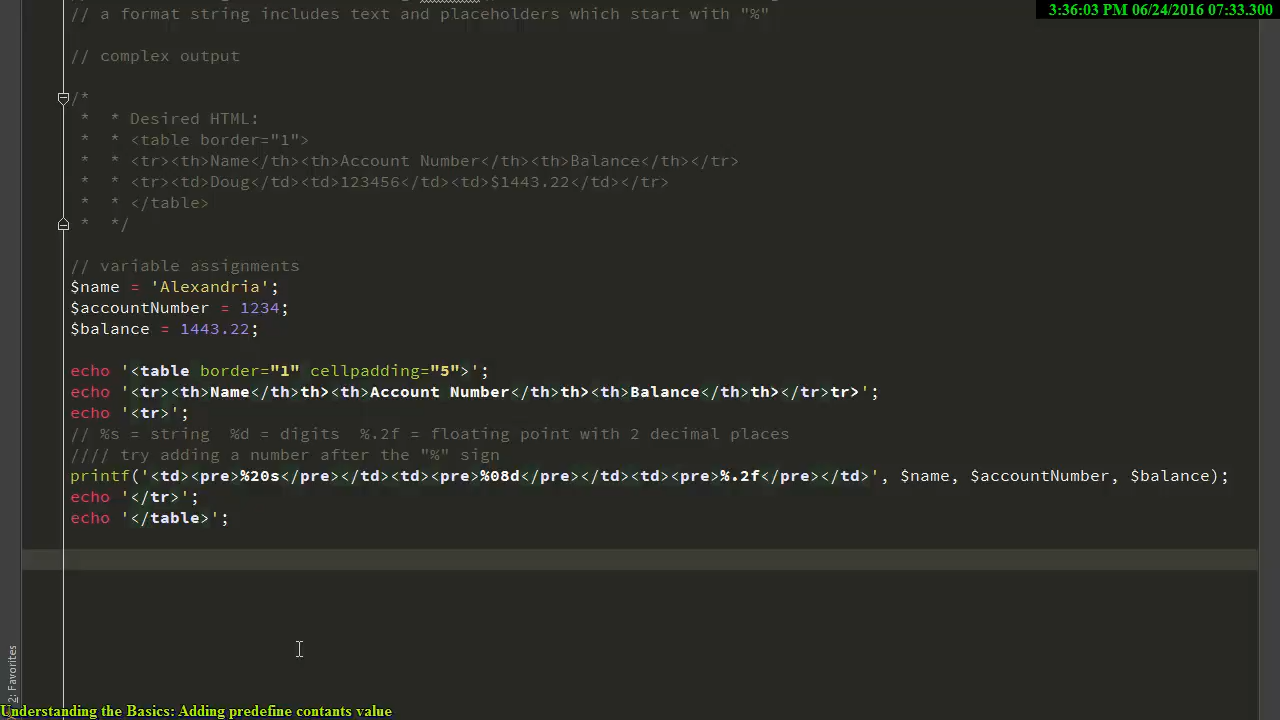 // a format string includes text and placeholders which start with "%"
3:36:03 PM 06/24/2016 07:33.300
// complex output
/*
* * Desired HTML:
* * <table border="1">
* * <tr><th>Name</th><th>Account Number</th><th>Balance</th></tr>
* * <tr><td>Doug</td><td>123456</td><td>$1443.22</td></tr>
* * </table>
* */
// variable assignments
$name = 'Alexandria';
$accountNumber = 1234;
$balance = 1443.22;
echo '<table border="1" cellpadding="5">';
echo '<tr><th>Name</th>th><th>Account Number</th>th><th>Balance</th>th></tr>tr>';
echo '<tr>';
// %s = string  %d = digits  %.2f = floating point with 2 decimal places
//// try adding a number after the "%" sign
printf('<td><pre>%20s</pre></td><td><pre>%08d</pre></td><td><pre>%.2f</pre></td>', $name, $accountNumber, $balance);
echo '</tr>';
echo '</table>';
2: Favorites
Understanding the Basics: Adding predefine contants value